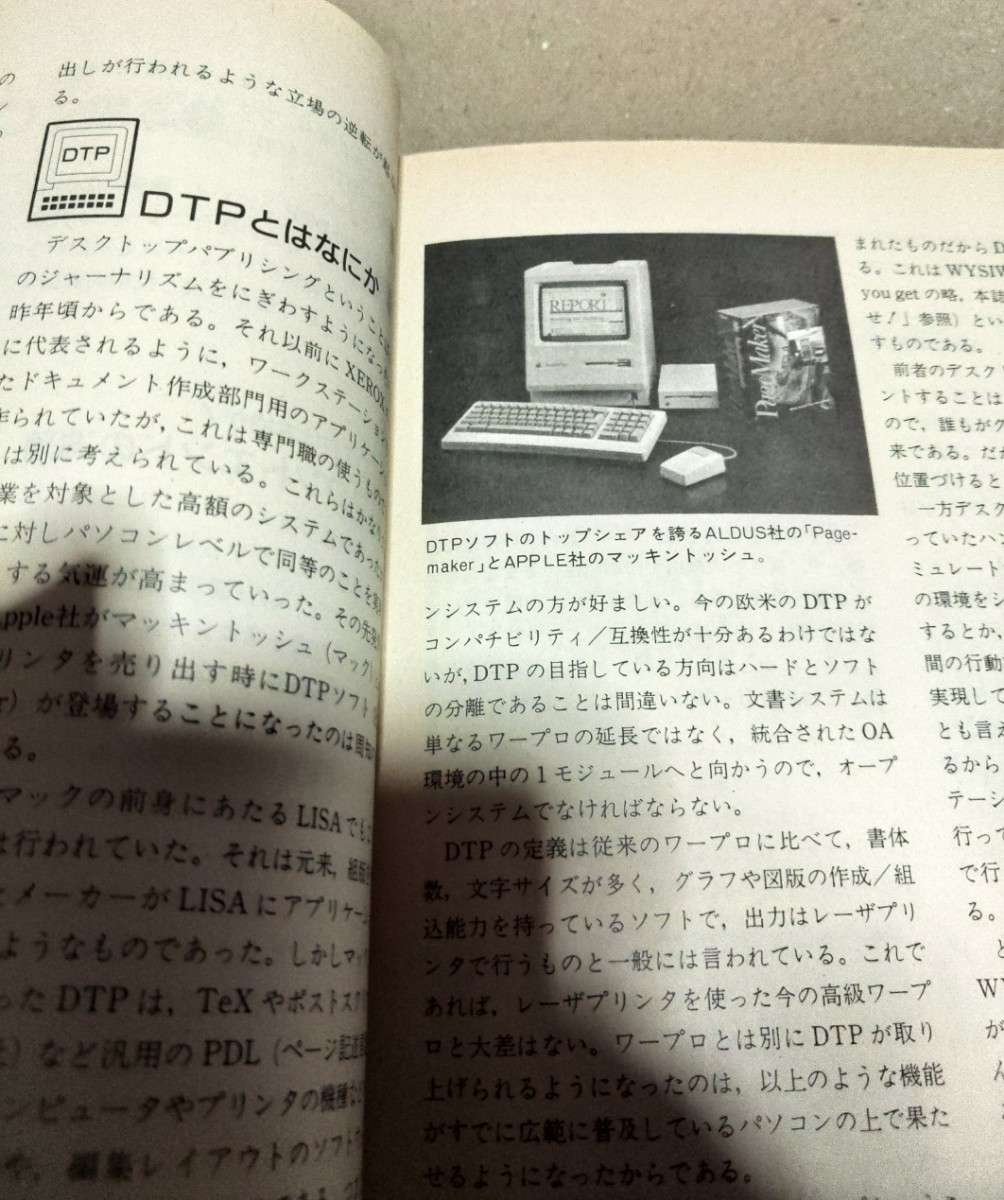 の
出しが行われるような立場の逆転が
る。
DTP
DTPとはなにか
デスクトップパブリシングということは
のジャーナリズムをにぎわすようになっ
昨年頃からである。それ以前にXEROX
に代表されるように，ワークステーション
たドキュメント作成部門用のアプリケーション
られていたが，これは専門職の使うもので
は別に考えられている。これらはかなり
業を対象とした高額のシステムであった
に対しパソコンレベルで同等のことを実
する気運が高まっていった。その先
Apple社がマッキントッシュ（マック）
リンタを売り出す時にDTPソフト
r）が登場することになったのは周知
る。
マックの前身にあたるLISAでも
は行われていた。それは元来，組版
とメーカーがLISAにアプリケー
ようなものであった。しかしマッ
ったDTPは，TeXやポストスク
社）など汎用のPDL（ページ記述
ンピュータやプリンタの機種
や，編集レイアウトのソフト
REPORT
PageMaker
DTPソフトのトップシェアを誇るALDUS社の「Page-
maker」とAPPLE社のマッキントッシュ。
ンシステムの方が好ましい。今の欧米のDTPが
コンパチビリティ／互換性が十分あるわけではな
いが，DTPの目指している方向はハードとソフト
の分離であることは間違いない。文書システムは
単なるワープロの延長ではなく，統合されたOA
環境の中の1モジュールへと向かうので，オープ
ンシステムでなければならない。
DTPの定義は従来のワープロに比べて，書体
数，文字サイズが多く，グラフや図版の作成／組
込能力を持っているソフトで，出力はレーザプリ
ンタで行うものと一般には言われている。これで
あれば，レーザプリンタを使った今の高級ワープ
ロと大差はない。ワープロとは別にDTPが取り
上げられるようになったのは，以上のような機能
がすでに広範に普及しているパソコンの上で果た
せるようになったからである。
まれたものだからD
る。これはWYSIW
you getの略，本誌
せ！」参照）とい
すものである。
前者のデスク
ントすることは
ので，誰もがグ
来である。だが
位置づけると
一方デスク
っていたハン
ミュレート
の環境をシ
するとか，
間の行動
実現して
とも言え
るから
テーシ
行って
で行
る。
と
W
が
ん